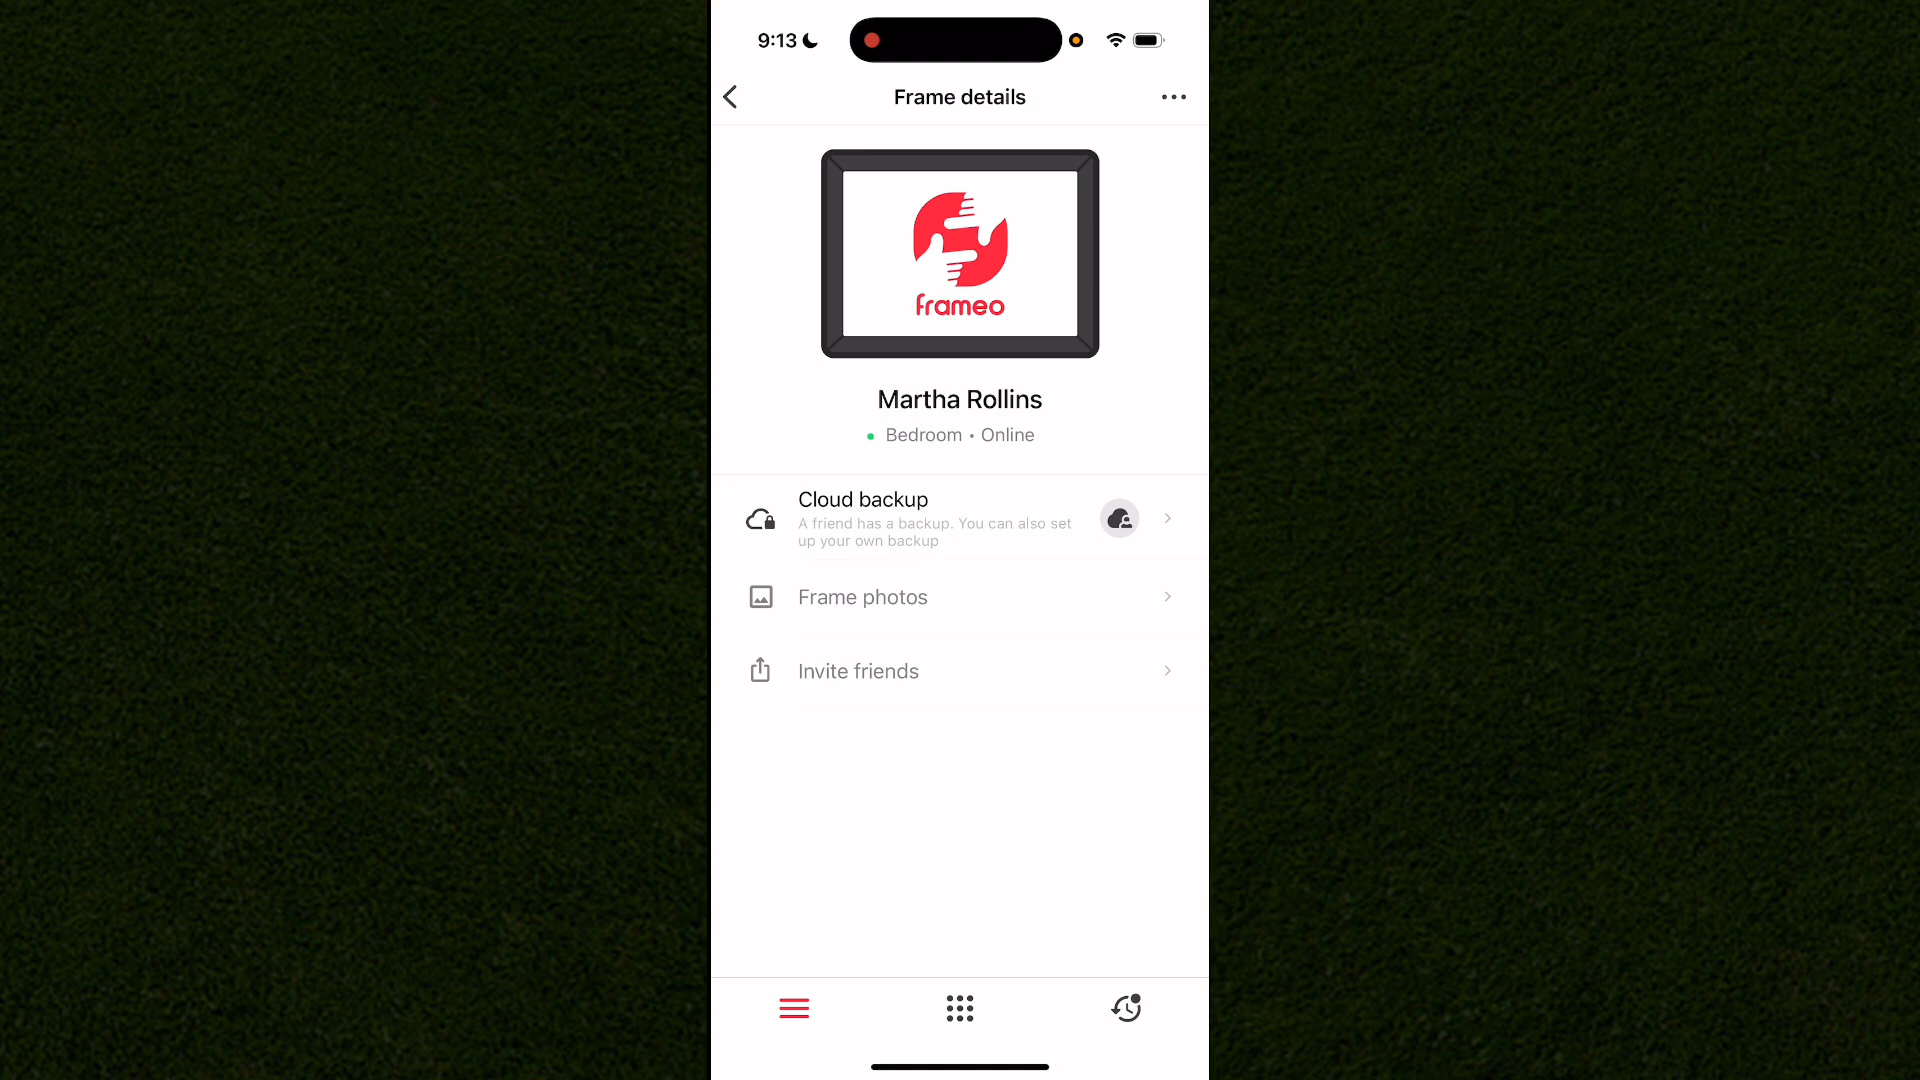 9:13
Frame details
frameo
Martha Rollins
Bedroom • Online
Cloud backup
A friend has a backup. You can also set
up your own backup
Frame photos
Invite friends